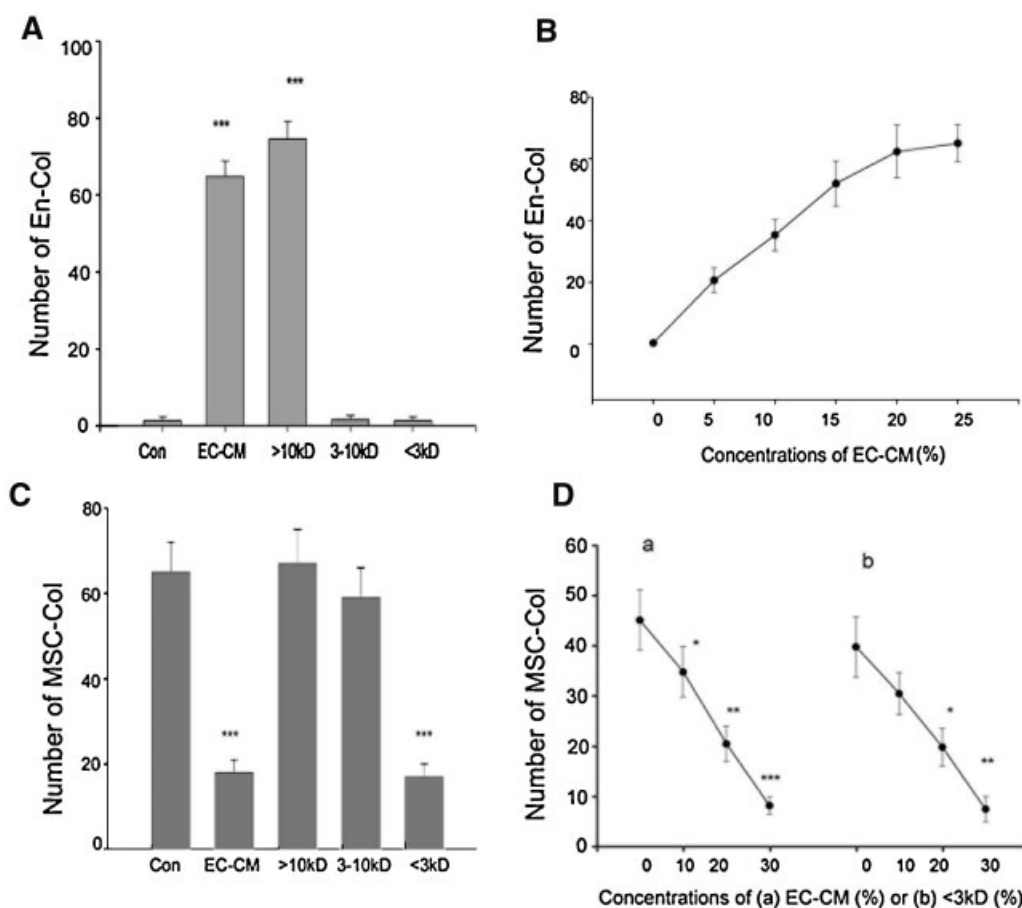 A
Number of En-Col
100
80
60
40
20
0
***
***
Con EC-CM >10kD 3-10kD <3kD
B
Number of En-Col
80
60
40
20
0
0 5 10 15 20 25
Concentrations of EC-CM (%)
C
Number of MSC-Col
80
60
40
20
0
***
***
Con EC-CM >10kD 3-10kD <3kD
D
Number of MSC-Col
60
50
40
30
20
10
0
a
*
**
***
b
*
**
0 10 20 30 0 10 20 30
Concentrations of (a) EC-CM (%) or (b) <3kD (%)